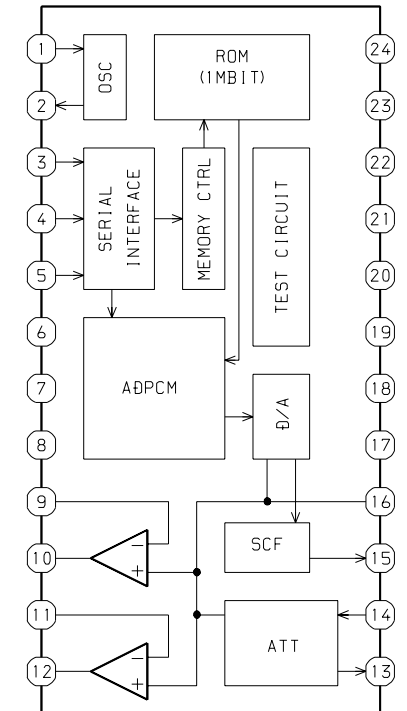 1
24
OSC
ROM
(1MBIT)
2
23
3
22
SERIAL
INTERFACE
MEMORY CTRL
TEST CIRCUIT
4
21
5
20
6
19
ADPCM
7
18
D/A
8
17
9
16
10
−
+
SCF
15
11
14
ATT
12
−
+
13